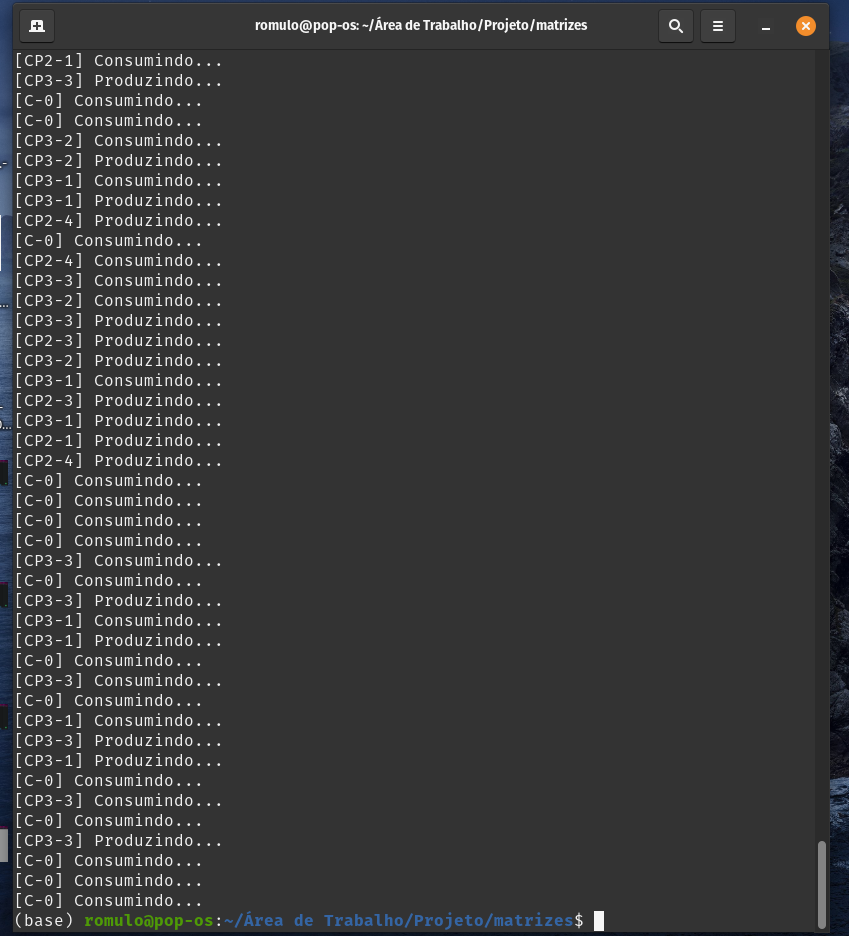 romulo@pop-os: ~/Área de Trabalho/Projeto/matrizes
[CP2-1] Consumindo...
[CP3-3] Produzindo...
[C-0] Consumindo...
[C-0] Consumindo...
[CP3-2] Consumindo...
[CP3-2] Produzindo...
[CP3-1] Consumindo...
[CP3-1] Produzindo...
[CP2-4] Produzindo...
[C-0] Consumindo...
[CP2-4] Consumindo...
[CP3-3] Consumindo...
[CP3-2] Consumindo...
[CP3-3] Produzindo...
[CP2-3] Produzindo...
[CP3-2] Produzindo...
[CP3-1] Consumindo...
[CP2-3] Produzindo...
[CP3-1] Produzindo...
[CP2-1] Produzindo...
[CP2-4] Produzindo...
[C-0] Consumindo...
[C-0] Consumindo...
[C-0] Consumindo...
[C-0] Consumindo...
[CP3-3] Consumindo...
[C-0] Consumindo...
[CP3-3] Produzindo...
[CP3-1] Consumindo...
[CP3-1] Produzindo...
[C-0] Consumindo...
[CP3-3] Consumindo...
[C-0] Consumindo...
[CP3-1] Consumindo...
[CP3-3] Produzindo...
[CP3-1] Produzindo...
[C-0] Consumindo...
[CP3-3] Consumindo...
[C-0] Consumindo...
[CP3-3] Produzindo...
[C-0] Consumindo...
[C-0] Consumindo...
[C-0] Consumindo...
(base) romulo@pop-os:~/Área de Trabalho/Projeto/matrizes$